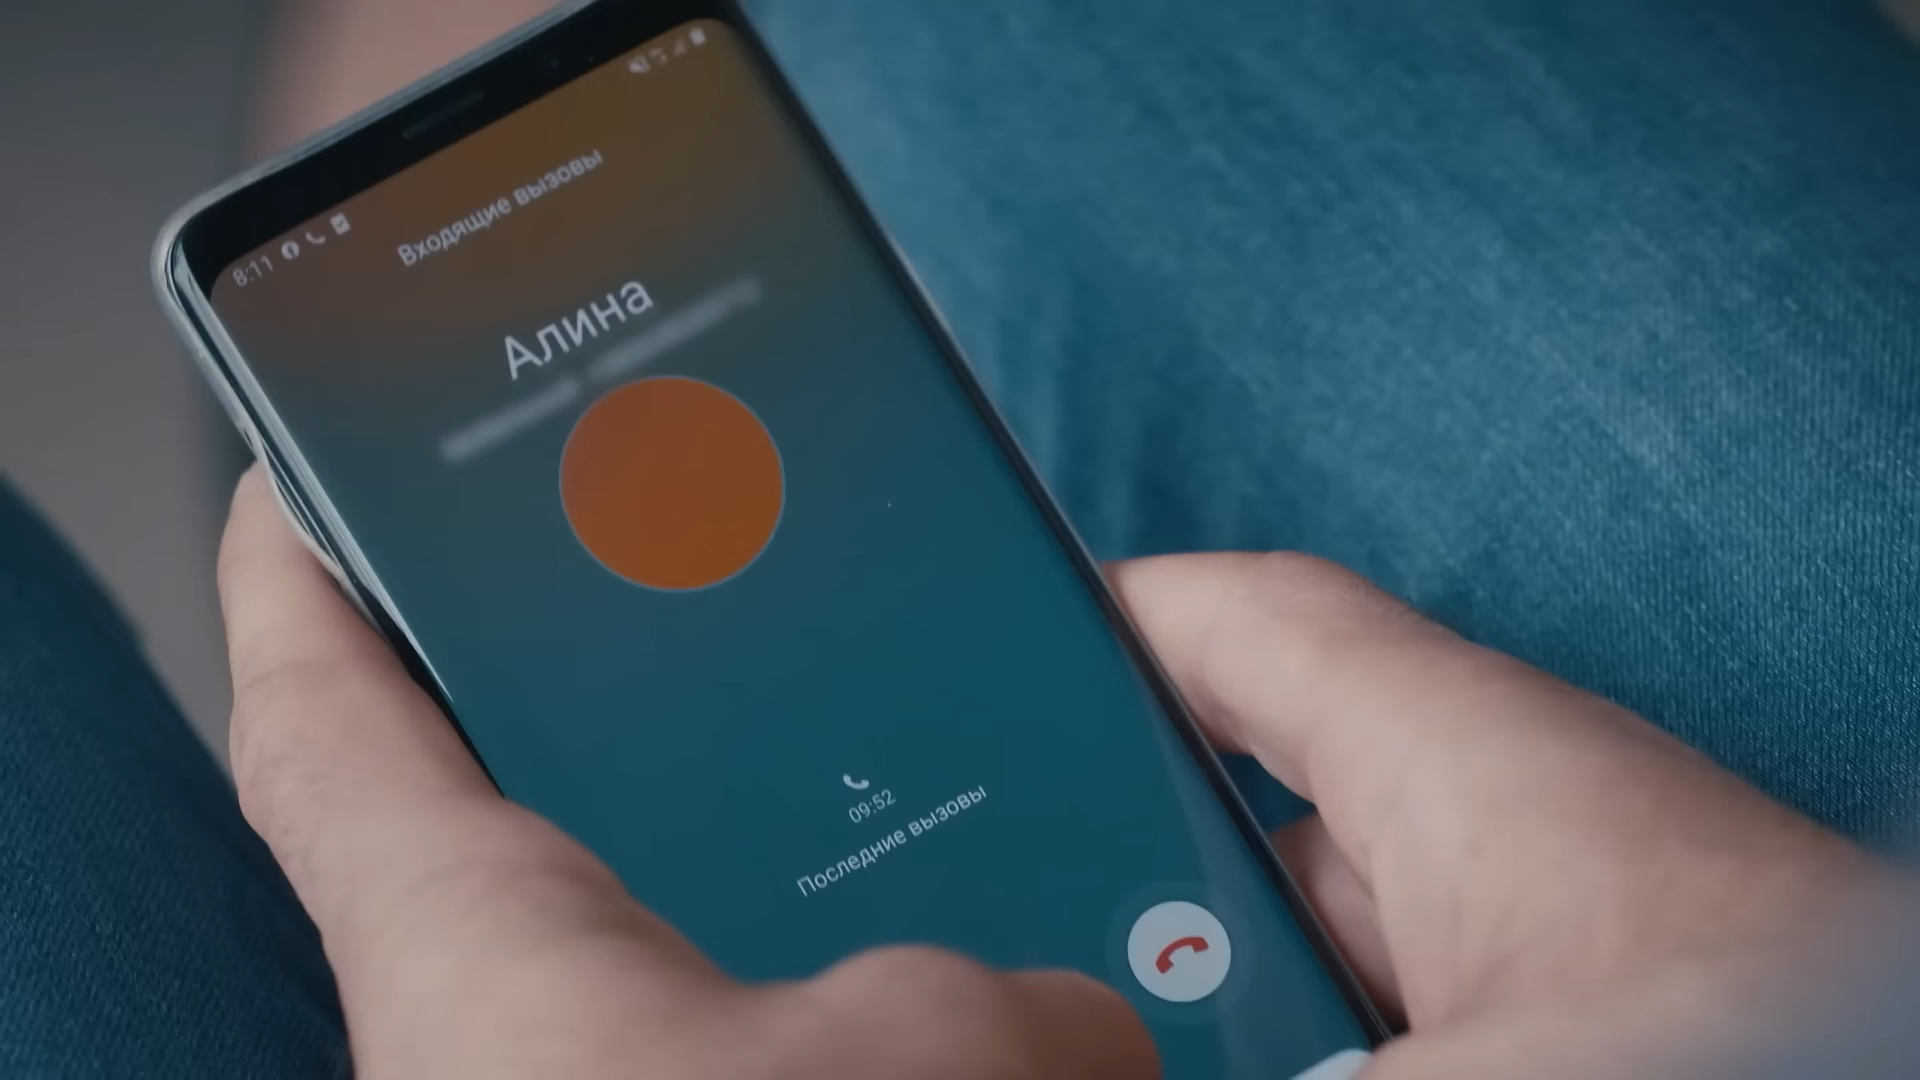 8:11
Входящие вызовы
Алина
09:52
Последние вызовы